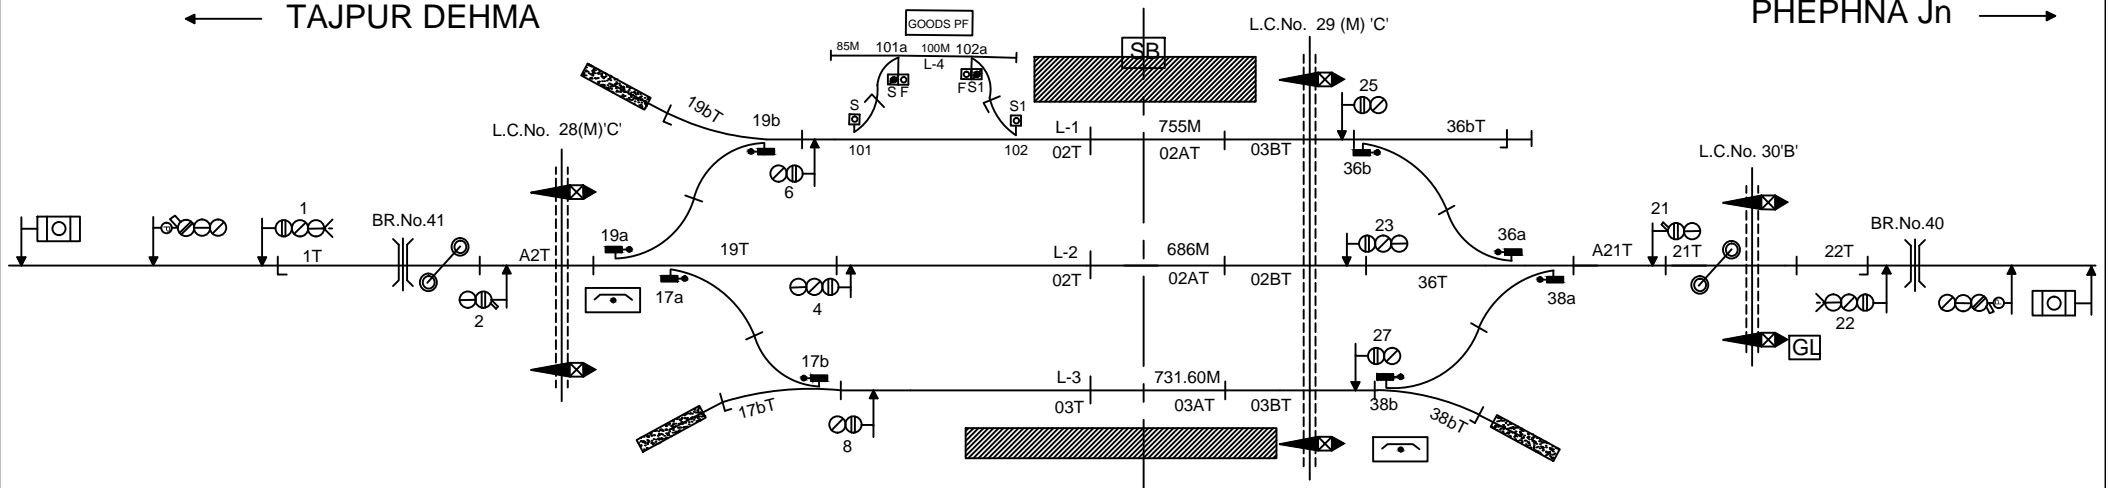 TAJPUR DEHMA
PHEPHNA Jn
GOODS PF
L.C.No. 29 (M) 'C'
SB
85M 101a 100M 102a
L-4
S F
F S1
S
S1
25
19bT
19b
L.C.No. 28(M)'C'
L-1 755M
36bT
101
102
02T 02AT 03BT
36b
L.C.No. 30'B'
6
1
BR.No.41
19a
23
36a
21
BR.No.40
1T
A2T
19T
L-2 686M
A21T
21T
22T
17a
02T 02AT 02BT
36T
38a
2
4
22
27
GL
17b
L-3 731.60M
17bT
03T 03AT 03BT
38b
38bT
8